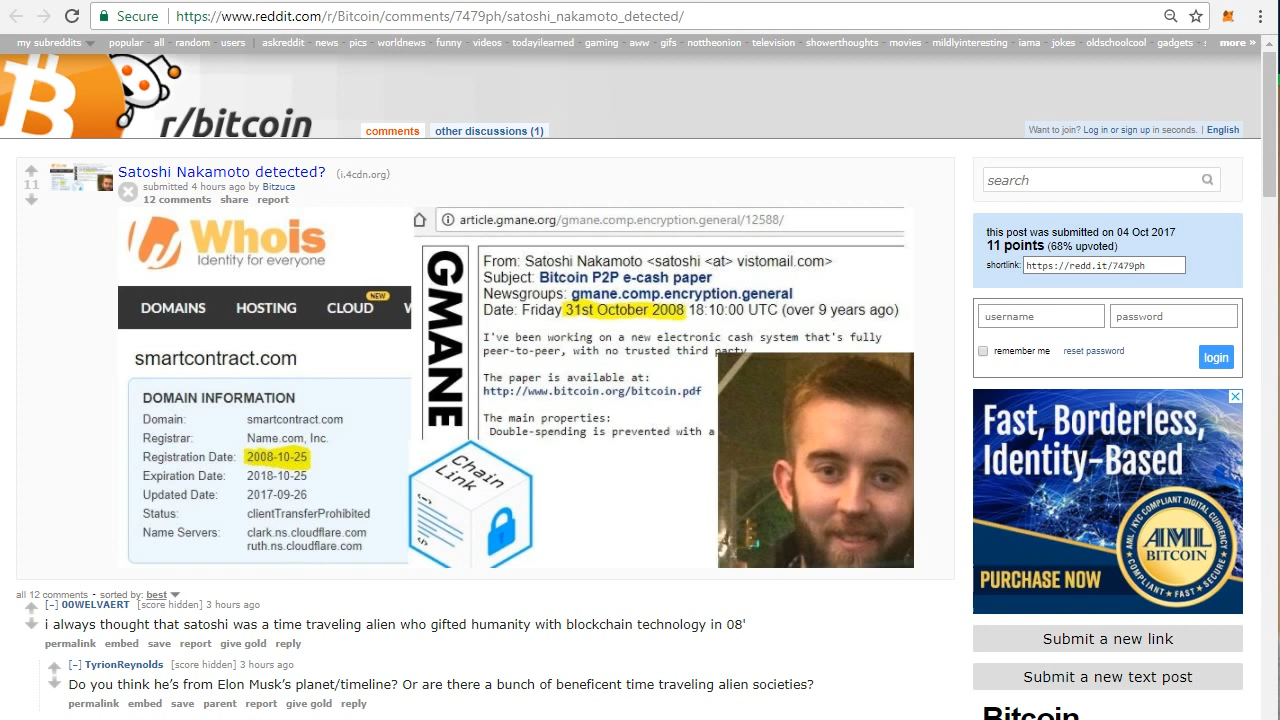 Secure https://www.reddit.com/r/Bitcoin/comments/7479ph/satoshi_nakamoto_detected/
my subreddits popular - all - random - users | askreddit - news - pics - worldnews - funny - videos - todayilearned - gaming - aww - gifs - nottheonion - television - showerthoughts - movies - mildlyinteresting - iama - jokes - oldschoolcool - gadgets - more »
r/bitcoin
comments other discussions (1)
Want to join? Log in or sign up in seconds. | English
11
Satoshi Nakamoto detected? (i.4cdn.org)
submitted 4 hours ago by Bitzuca
12 comments share report
Whois
Identity for everyone
DOMAINS HOSTING CLOUD NEW
smartcontract.com
DOMAIN INFORMATION
Domain: smartcontract.com
Registrar: Name.com, Inc.
Registration Date: 2008-10-25
Expiration Date: 2018-10-25
Updated Date: 2017-09-26
Status: clientTransferProhibited
Name Servers: clark.ns.cloudflare.com
ruth.ns.cloudflare.com
article.gmane.org/gmane.comp.encryption.general/12588/
GMANE
From: Satoshi Nakamoto <satoshi <at> vistomail.com>
Subject: Bitcoin P2P e-cash paper
Newsgroups: gmane.comp.encryption.general
Date: Friday 31st October 2008 18:10:00 UTC (over 9 years ago)
I've been working on a new electronic cash system that's fully
peer-to-peer, with no trusted third party
The paper is available at:
http://www.bitcoin.org/bitcoin.pdf
The main properties:
Double-spending is prevented with a
Chain
Link
search
this post was submitted on 04 Oct 2017
11 points (68% upvoted)
shortlink: https://redd.it/7479ph
username password
remember me reset password login
Fast, Borderless,
Identity-Based
AML / KYC COMPLIANT DIGITAL CURRENCY
AML
BITCOIN
COMPLIANT FAST SECURE
PURCHASE NOW
Submit a new link
Submit a new text post
Bitcoin
all 12 comments - sorted by: best
[–] 00WELVAERT [score hidden] 3 hours ago
i always thought that satoshi was a time traveling alien who gifted humanity with blockchain technology in 08'
permalink embed save report give gold reply
[–] TyrionReynolds [score hidden] 3 hours ago
Do you think he's from Elon Musk's planet/timeline? Or are there a bunch of beneficent time traveling alien societies?
permalink embed save parent report give gold reply